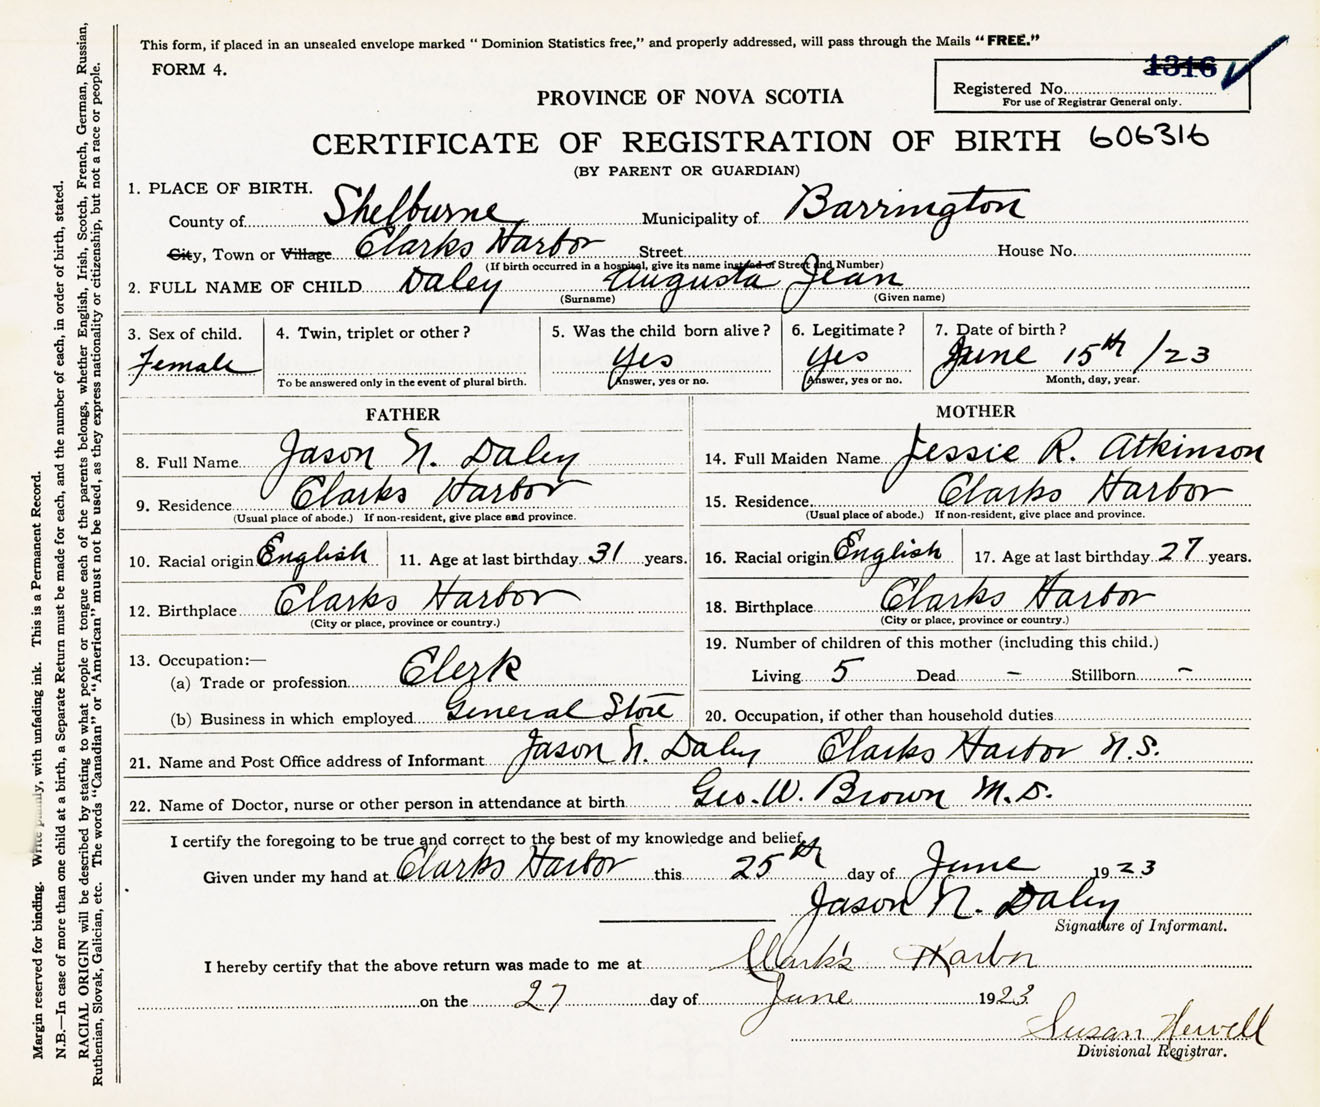 This form, if placed in an unsealed envelope marked “ Dominion Statistics free,” and properly addressed, will pass through the Mails “FREE.”
FORM 4.
1316
Registered No.
For use of Registrar General only.
PROVINCE OF NOVA SCOTIA
CERTIFICATE OF REGISTRATION OF BIRTH 606316
(BY PARENT OR GUARDIAN)
1. PLACE OF BIRTH.
County of Shelburne Municipality of Barrington
City, Town or Village Clarks Harbor Street House No.
(If birth occurred in a hospital, give its name instead of Street and Number)
2. FULL NAME OF CHILD Daley Augusta Jean
(Surname) (Given name)
3. Sex of child. 4. Twin, triplet or other ? 5. Was the child born alive ? 6. Legitimate ? 7. Date of birth ?
Female Yes Yes June 15th /23
To be answered only in the event of plural birth. Answer, yes or no. Answer, yes or no. Month, day, year.
FATHER MOTHER
8. Full Name Jason N. Daley 14. Full Maiden Name Jessie R. Atkinson
9. Residence Clarks Harbor 15. Residence Clarks Harbor
(Usual place of abode.) If non-resident, give place and province. (Usual place of abode.) If non-resident, give place and province.
10. Racial origin English 11. Age at last birthday 31 years. 16. Racial origin English 17. Age at last birthday 27 years.
12. Birthplace Clarks Harbor 18. Birthplace Clarks Harbor
(City or place, province or country.) (City or place, province or country.)
13. Occupation:— 19. Number of children of this mother (including this child.)
(a) Trade or profession Clerk Living 5 Dead – Stillborn –
(b) Business in which employed General Store 20. Occupation, if other than household duties
21. Name and Post Office address of Informant Jason N. Daley Clarks Harbor N.S.
22. Name of Doctor, nurse or other person in attendance at birth Geo. W. Brown M.D.
I certify the foregoing to be true and correct to the best of my knowledge and belief.
Given under my hand at Clarks Harbor this 25th day of June 1923
Jason N. Daley
Signature of Informant.
I hereby certify that the above return was made to me at Clark's Harbor
on the 27 day of June 1923
Susan Newell
Divisional Registrar.
Margin reserved for binding. Write plainly, with unfading ink. This is a Permanent Record.
N.B.—In case of more than one child at a birth, a Separate Return must be made for each, and the number of each, in order of birth, stated.
RACIAL ORIGIN will be described by stating to what people or tongue each of the parents belongs, whether English, Irish, Scotch, French, German, Russian,
Ruthenian, Slovak, Galician, etc. The words “Canadian” or “American” must not be used, as they express nationality or citizenship, but not a race or people.